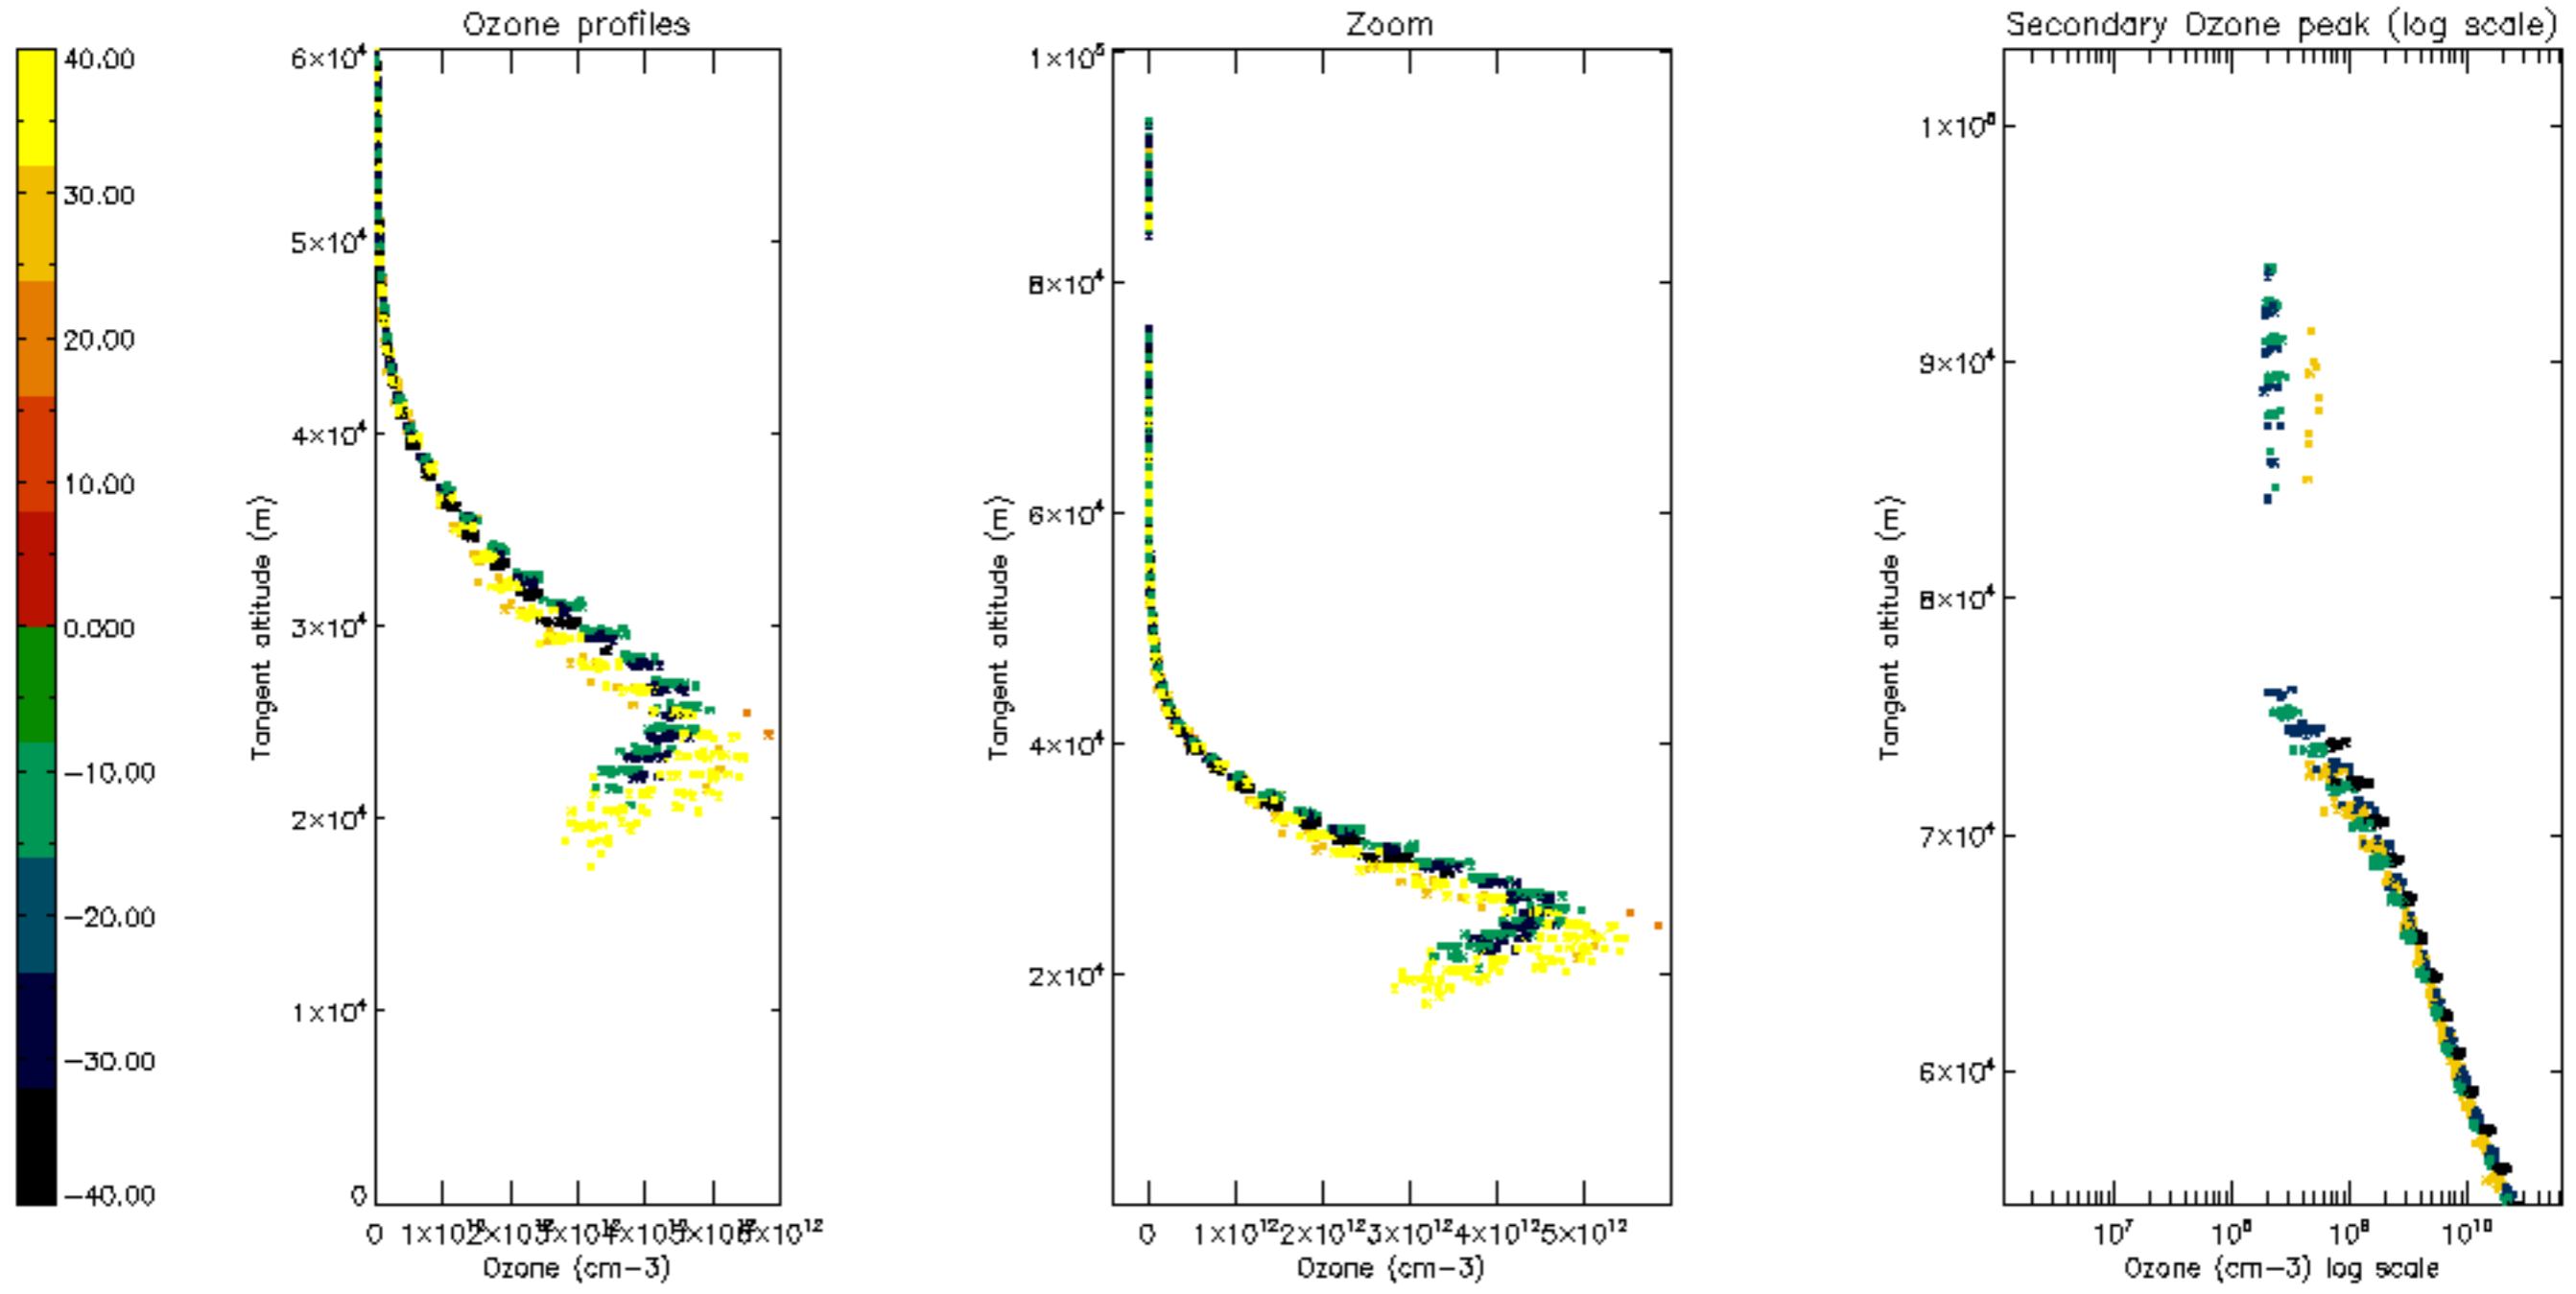 Ozone profiles
Zoom
Secondary Ozone peak (log scale)
40.00
30.00
20.00
10.00
0.000
−10.00
−20.00
−30.00
−40.00
6×10⁴
5×10⁴
4×10⁴
3×10⁴
2×10⁴
1×10⁴
0
Tangent altitude (m)
0
Ozone (cm−3)
1×10⁵
8×10⁴
6×10⁴
4×10⁴
2×10⁴
Tangent altitude (m)
0 1×10¹² 2×10¹² 3×10¹² 4×10¹² 5×10¹²
Ozone (cm−3)
1×10⁵
9×10⁴
8×10⁴
7×10⁴
6×10⁴
Tangent altitude (m)
10⁷ 10⁸ 10⁹ 10¹⁰
Ozone (cm−3) log scale